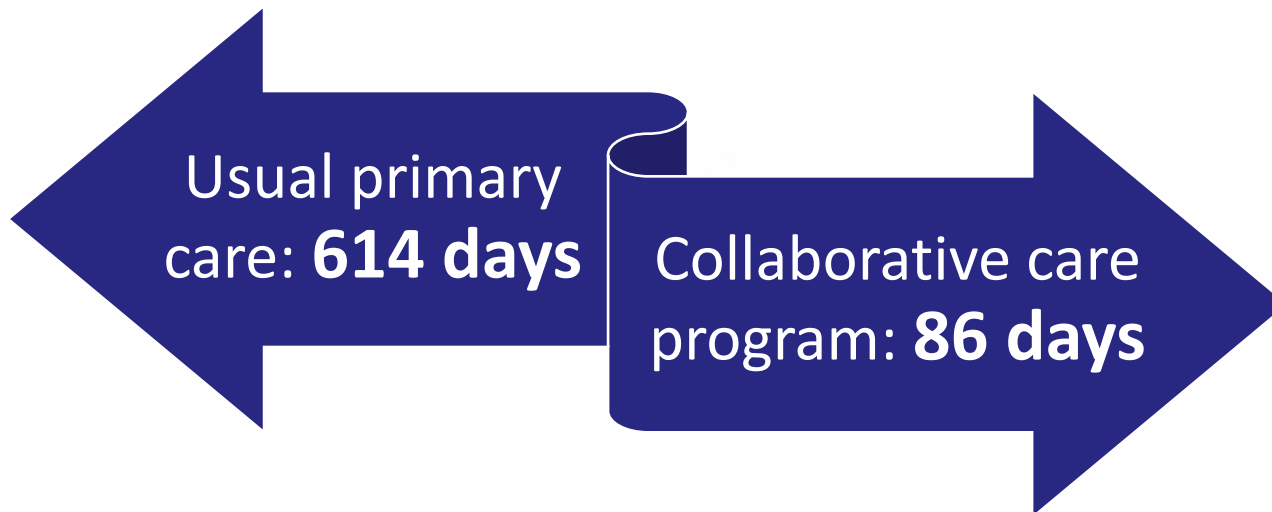 Usual primary
care: 614 days
Collaborative care
program: 86 days